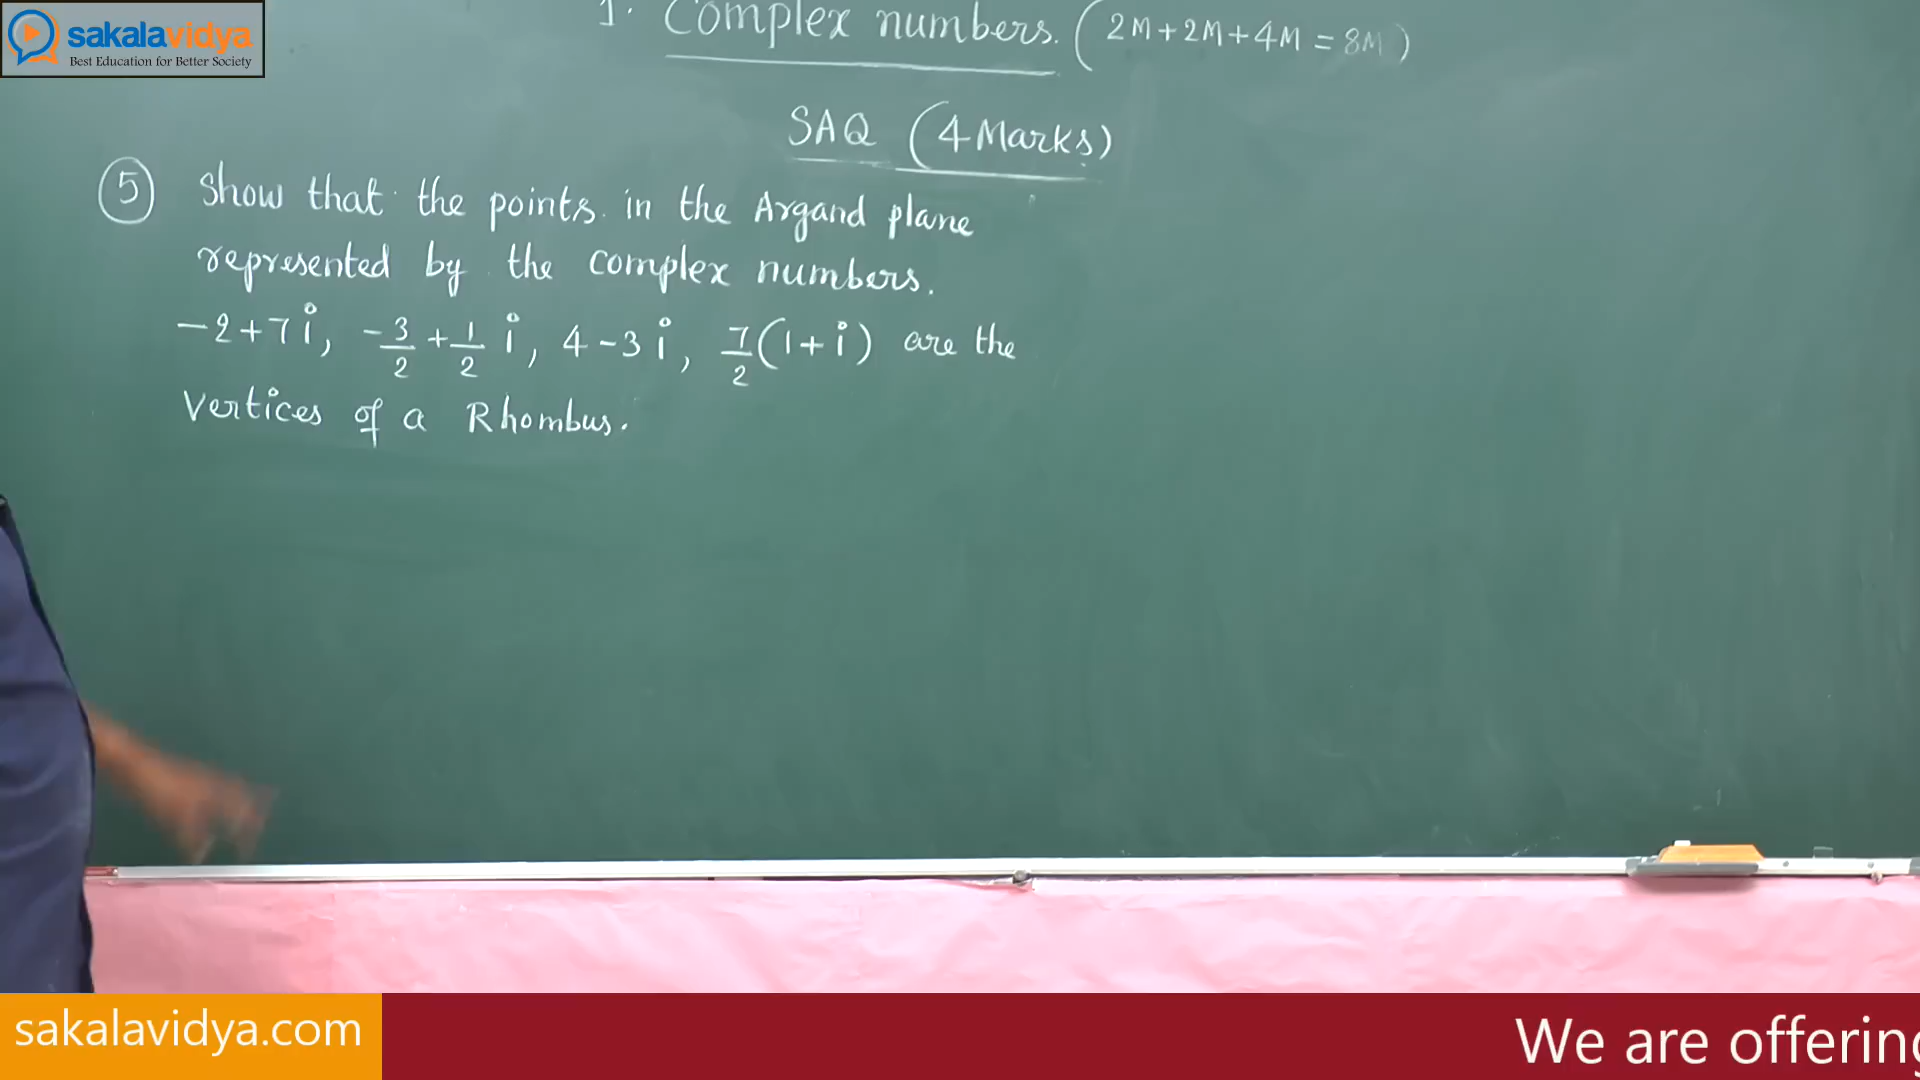 sakalavidya
Best Education for Better Society
1. Complex numbers. (2M+2M+4M = 8M)
SAQ (4 Marks)
5 Show that the points in the Argand plane
represented by the complex numbers.
-2+7i, -3/2+1/2 i, 4-3i, 7/2(1+i) are the
vertices of a Rhombus.
sakalavidya.com
We are offering